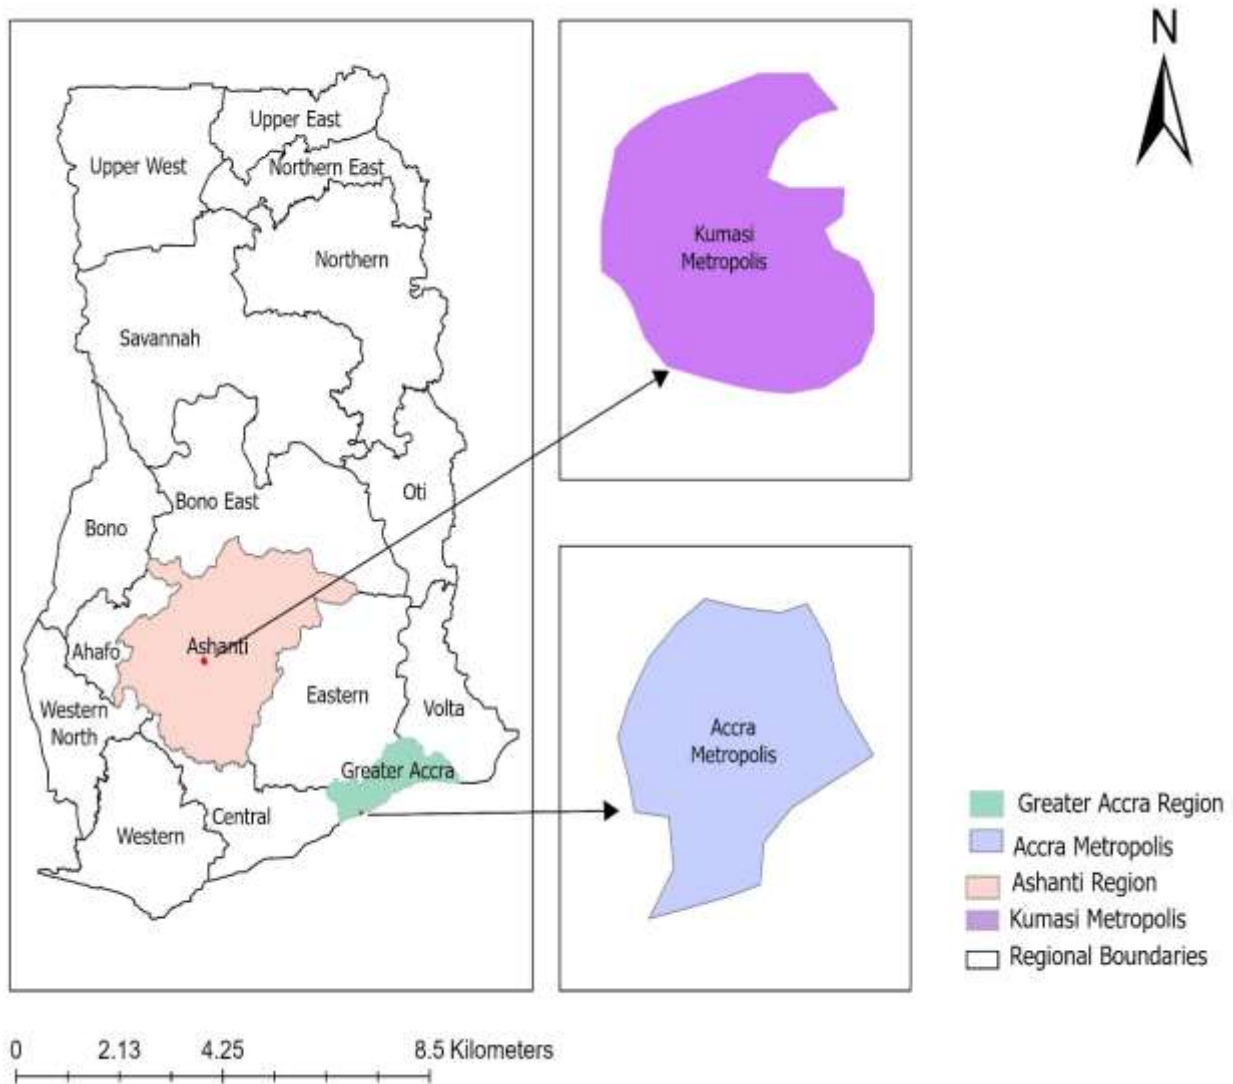 N
Upper East
Upper West
Northern East
Northern
Savannah
Bono East
Oti
Bono
Ashanti
Ahafo
Eastern
Western
North
Volta
Greater Accra
Central
Western
Kumasi
Metropolis
Accra
Metropolis
Greater Accra Region
Accra Metropolis
Ashanti Region
Kumasi Metropolis
Regional Boundaries
0 2.13 4.25 8.5 Kilometers